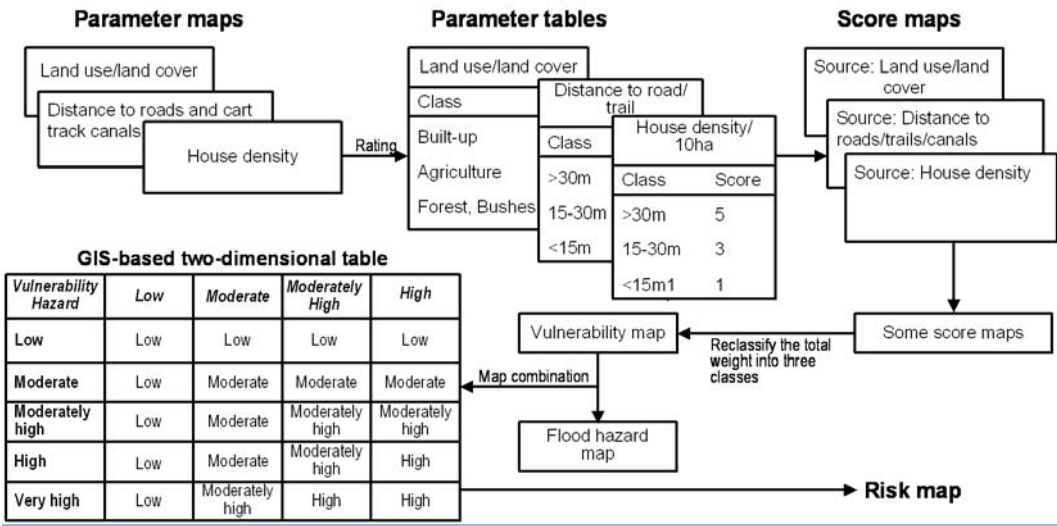 Parameter maps
Land use/land cover
Distance to roads and cart
track canals
House density
Rating
Parameter tables
Land use/land cover
Class
Built-up
Agriculture
Forest, Bushes
Distance to road/
trail
Class
>30m
15-30m
<15m
House density/
10ha
Class Score
>30m 5
15-30m 3
<15m1 1
Score maps
Source: Land use/land
cover
Source: Distance to
roads/trails/canals
Source: House density
Some score maps
Reclassify the total
weight into three
classes
Vulnerability map
Map combination
Flood hazard
map
GIS-based two-dimensional table
Vulnerability
Hazard
Low
Moderate
Moderately
High
High
Low Low Low Low Low
Moderate Low Moderate Moderate Moderate
Moderately
high
Low
Moderate
Moderately
high
Moderately
high
High
Low
Moderate
Moderately
high
High
Very high
Low
Moderately
high
High
High
Risk map